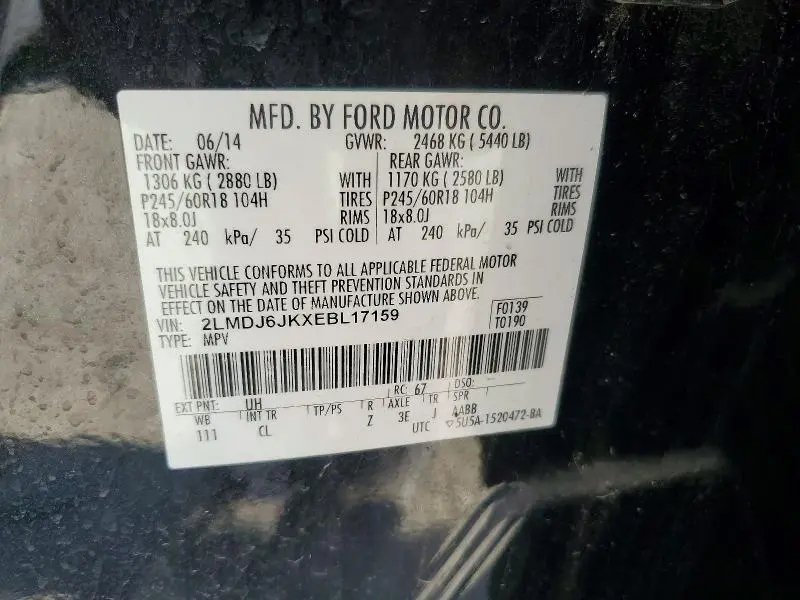 MFD. BY FORD MOTOR CO.
DATE: 06/14 GVWR: 2468 KG ( 5440 LB)
FRONT GAWR: REAR GAWR:
1306 KG ( 2880 LB) WITH 1170 KG ( 2580 LB) WITH
P245/60R18 104H TIRES P245/60R18 104H TIRES
18x8.0J RIMS 18x8.0J RIMS
AT 240 kPa/ 35 PSI COLD AT 240 kPa/ 35 PSI COLD
THIS VEHICLE CONFORMS TO ALL APPLICABLE FEDERAL MOTOR
VEHICLE SAFETY AND THEFT PREVENTION STANDARDS IN
EFFECT ON THE DATE OF MANUFACTURE SHOWN ABOVE.
VIN: 2LMDJ6JKXEBL17159 F0139
TYPE: MPV T0190
EXT PNT: UH RC: 67 DSO:
WB INT TR TP/PS R AXLE TR SPR
111 CL Z 3E J AABB
UTC ▽5U5A-1520472-BA